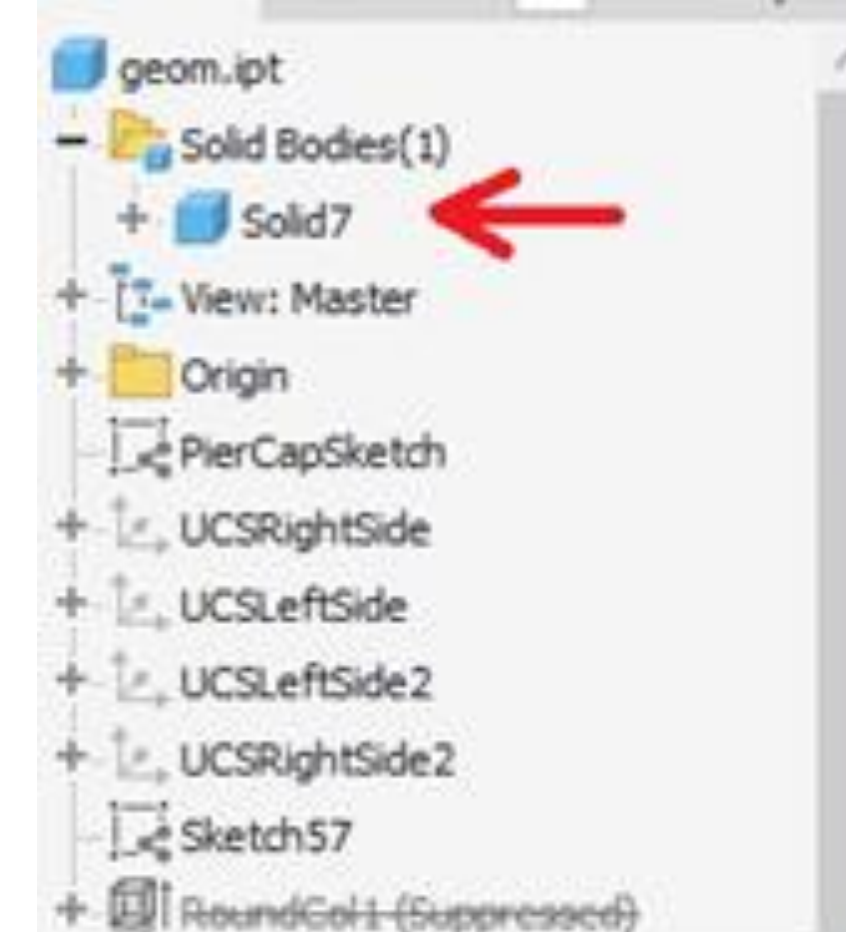 geom.ipt
Solid Bodies(1)
Solid7
View: Master
Origin
PierCapSketch
UCSRightSide
UCSLeftSide
UCSLeftSide2
UCSRightSide2
Sketch57
RoundCol1 (Suppressed)